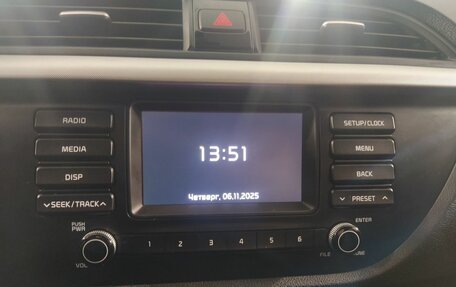 RADIO
SETUP/CLOCK
MEDIA
13:51
MENU
DISP
BACK
SEEK/TRACK
Четверг, 06.11.2025
PRESET
PUSH
PWR
ENTER
1 2 3 4 5 6
VOL
FILE
TUNE